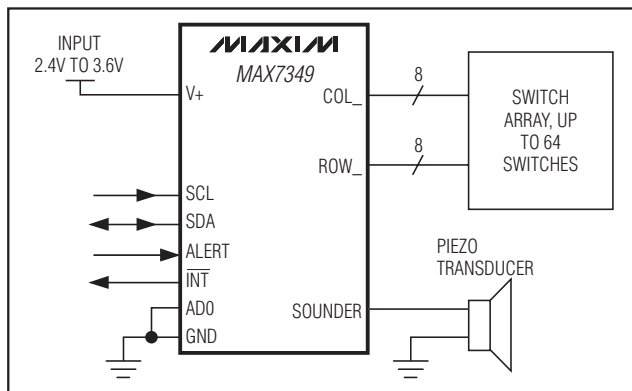 INPUT
2.4V TO 3.6V
MAXIM
MAX7349
V+
COL_
8
ROW_
8
SWITCH
ARRAY, UP
TO 64
SWITCHES
SCL
SDA
ALERT
INT
AD0
GND
SOUNDER
PIEZO
TRANSDUCER